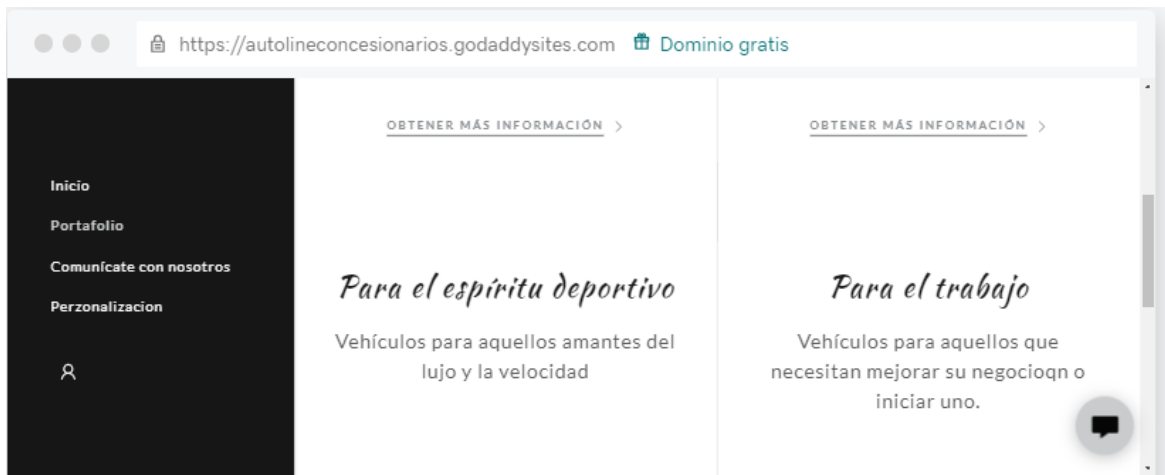 https://autolineconcesionarios.godaddysites.com Dominio gratis
Inicio
Portafolio
Comunícate con nosotros
Perzonalizacion
OBTENER MÁS INFORMACIÓN
Para el espíritu deportivo
Vehículos para aquellos amantes del
lujo y la velocidad
OBTENER MÁS INFORMACIÓN
Para el trabajo
Vehículos para aquellos que
necesitan mejorar su negocioqn o
iniciar uno.